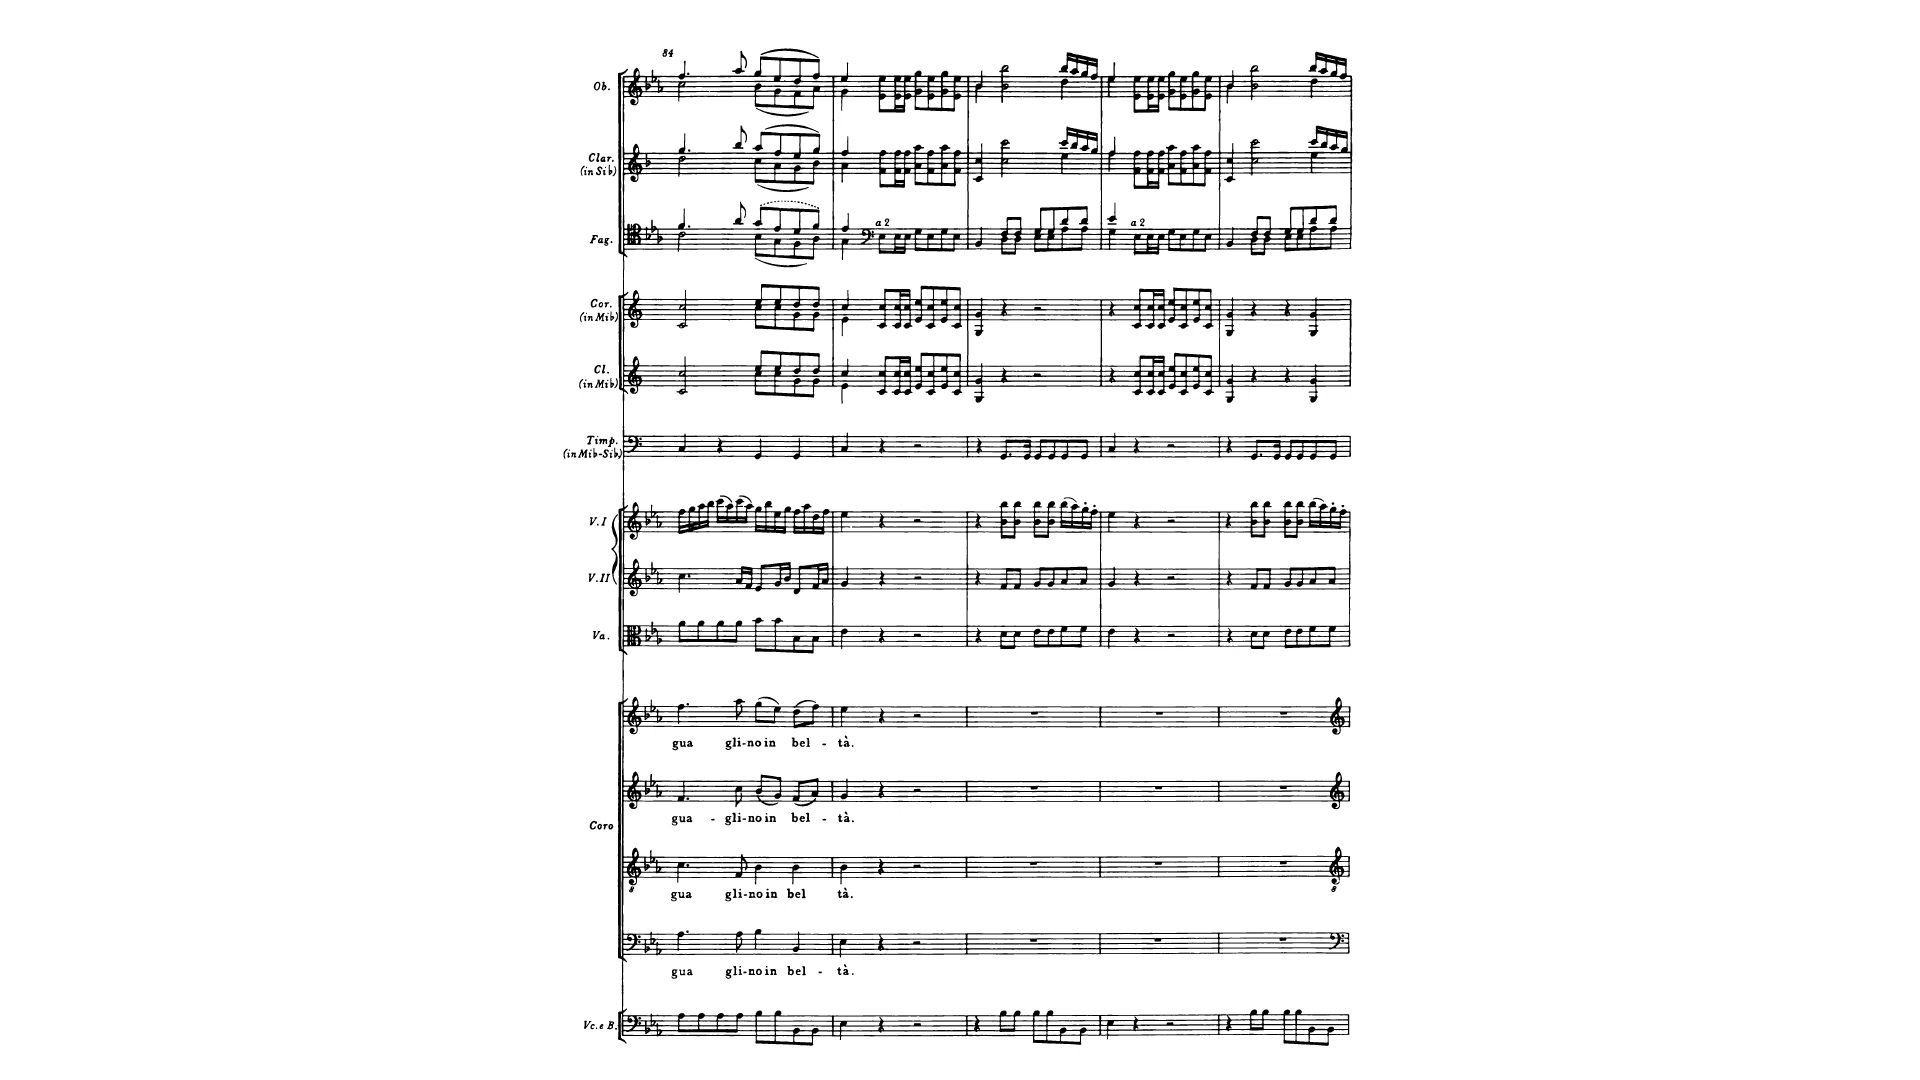 84
Ob.
Clar.
(in Sib)
Fag.
a 2
a 2
Cor.
(in Mib)
Cl.
(in Mib)
Timp.
(in Mib-Sib)
V.I
V.II
Va.
gua gli-no in bel - tà.
gua - gli-no in bel - tà.
Coro
8
8
gua gli-no in bel tà.
gua gli-no in bel - tà.
Vc. e B.